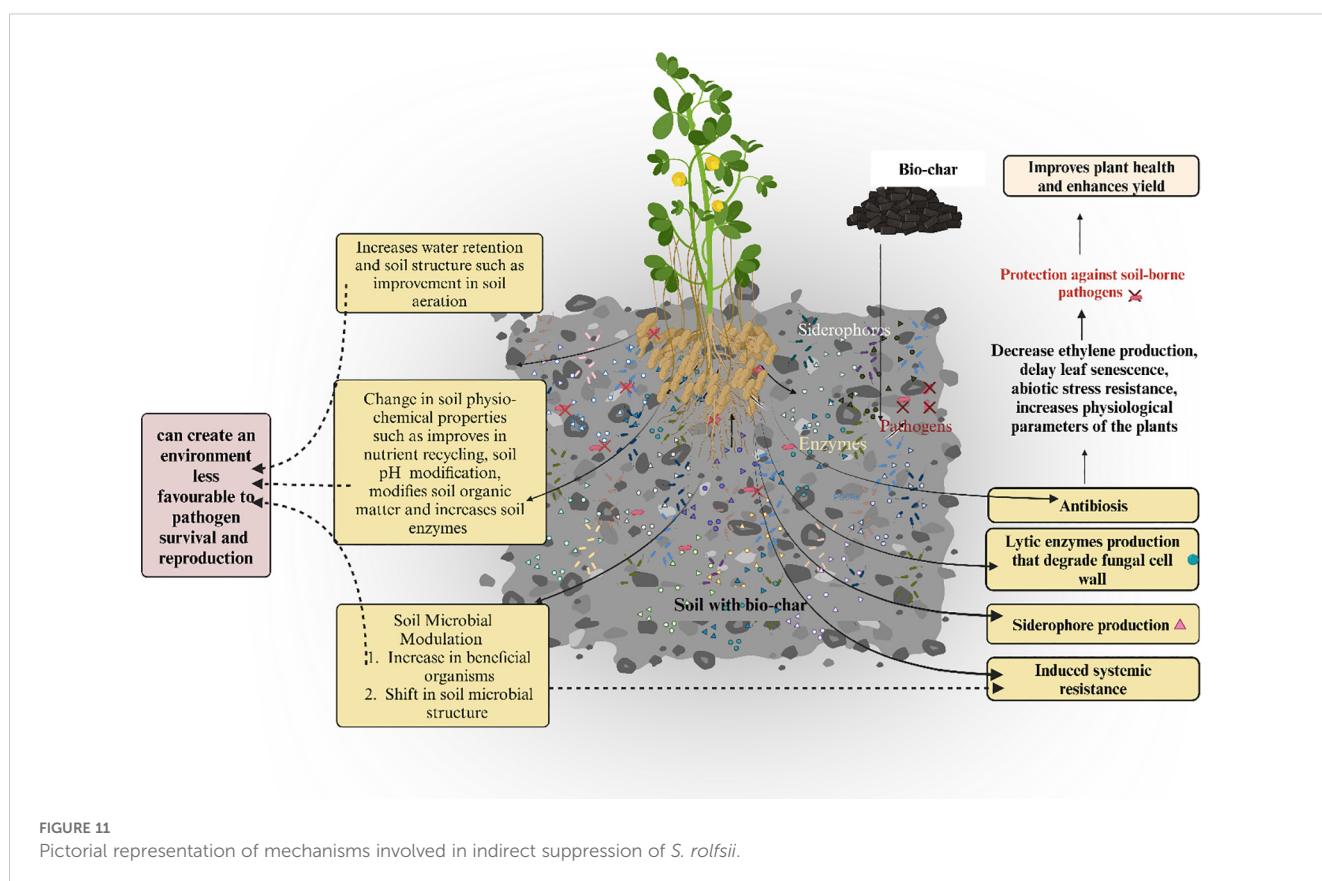 Bio-char
Improves plant health
and enhances yield
Increases water retention
and soil structure such as
improvement in soil
aeration
Protection against soil-borne
pathogens
Siderophores
Decrease ethylene production,
delay leaf senescence,
abiotic stress resistance,
increases physiological
parameters of the plants
Change in soil physio-
chemical properties
such as improves in
nutrient recycling, soil
pH modification,
modifies soil organic
matter and increases soil
enzymes
can create an
environment
less
favourable to
pathogen
survival and
reproduction
Pathogens
Enzymes
Antibiosis
Lytic enzymes production
that degrade fungal cell
wall
Soil with bio-char
Soil Microbial
Modulation
1. Increase in beneficial
organisms
2. Shift in soil microbial
structure
Siderophore production
Induced systemic
resistance
FIGURE 11
Pictorial representation of mechanisms involved in indirect suppression of S. rolfsii.